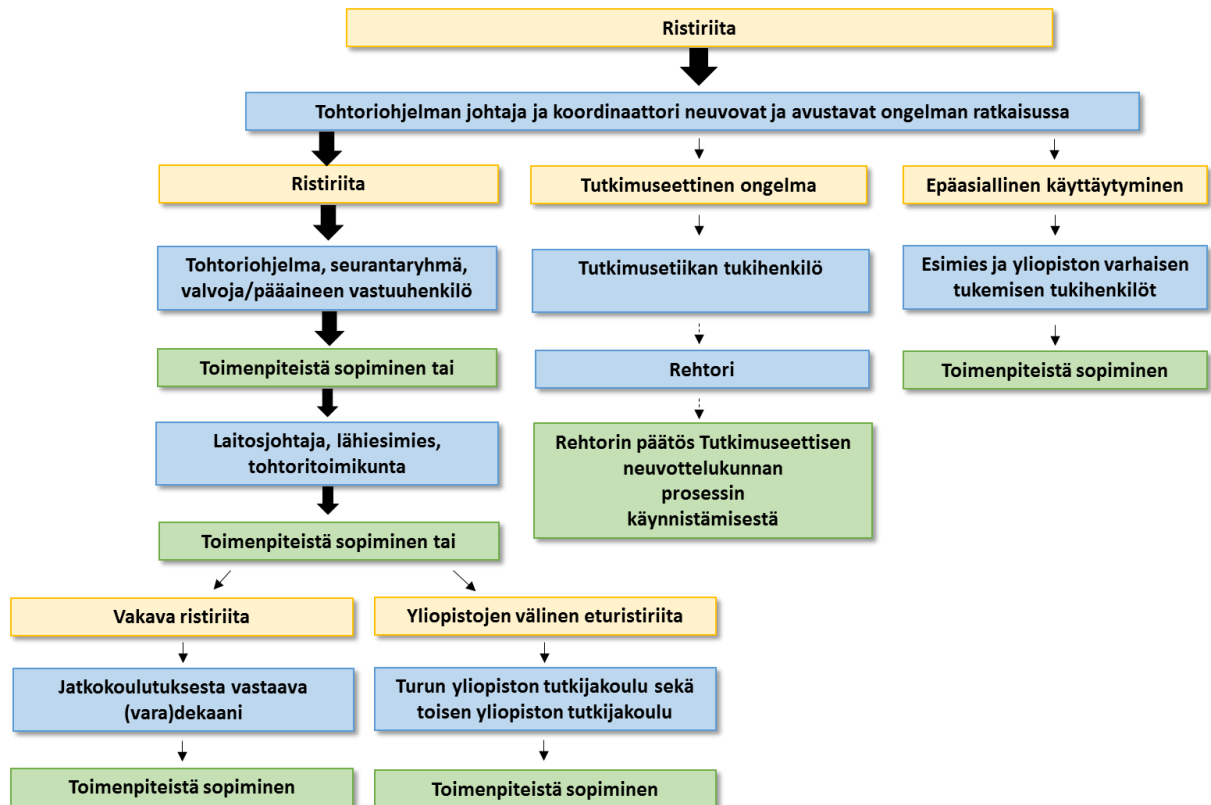 Ristiriita
Tohtoriohjelman johtaja ja koordinaattori neuvovat ja avustavat ongelman ratkaisussa
Ristiriita
Tutkimuseettinen ongelma
Epäasiallinen käyttäytyminen
Tohtoriohjelma, seurantaryhmä,
valvoja/pääaineen vastuuhenkilö
Tutkimusetiikan tukihenkilö
Esimies ja yliopiston varhaisen
tukemisen tukihenkilöt
Toimenpiteistä sopiminen tai
Rehtori
Toimenpiteistä sopiminen
Laitosjohtaja, lähiesimies,
tohtoritoimikunta
Rehtorin päätös Tutkimuseettisen
neuvottelukunnan
prosessin
käynnistämisestä
Toimenpiteistä sopiminen tai
Vakava ristiriita
Yliopistojen välinen eturistiriita
Jatkokoulutuksesta vastaava
(vara)dekaani
Turun yliopiston tutkijakoulu sekä
toisen yliopiston tutkijakoulu
Toimenpiteistä sopiminen
Toimenpiteistä sopiminen